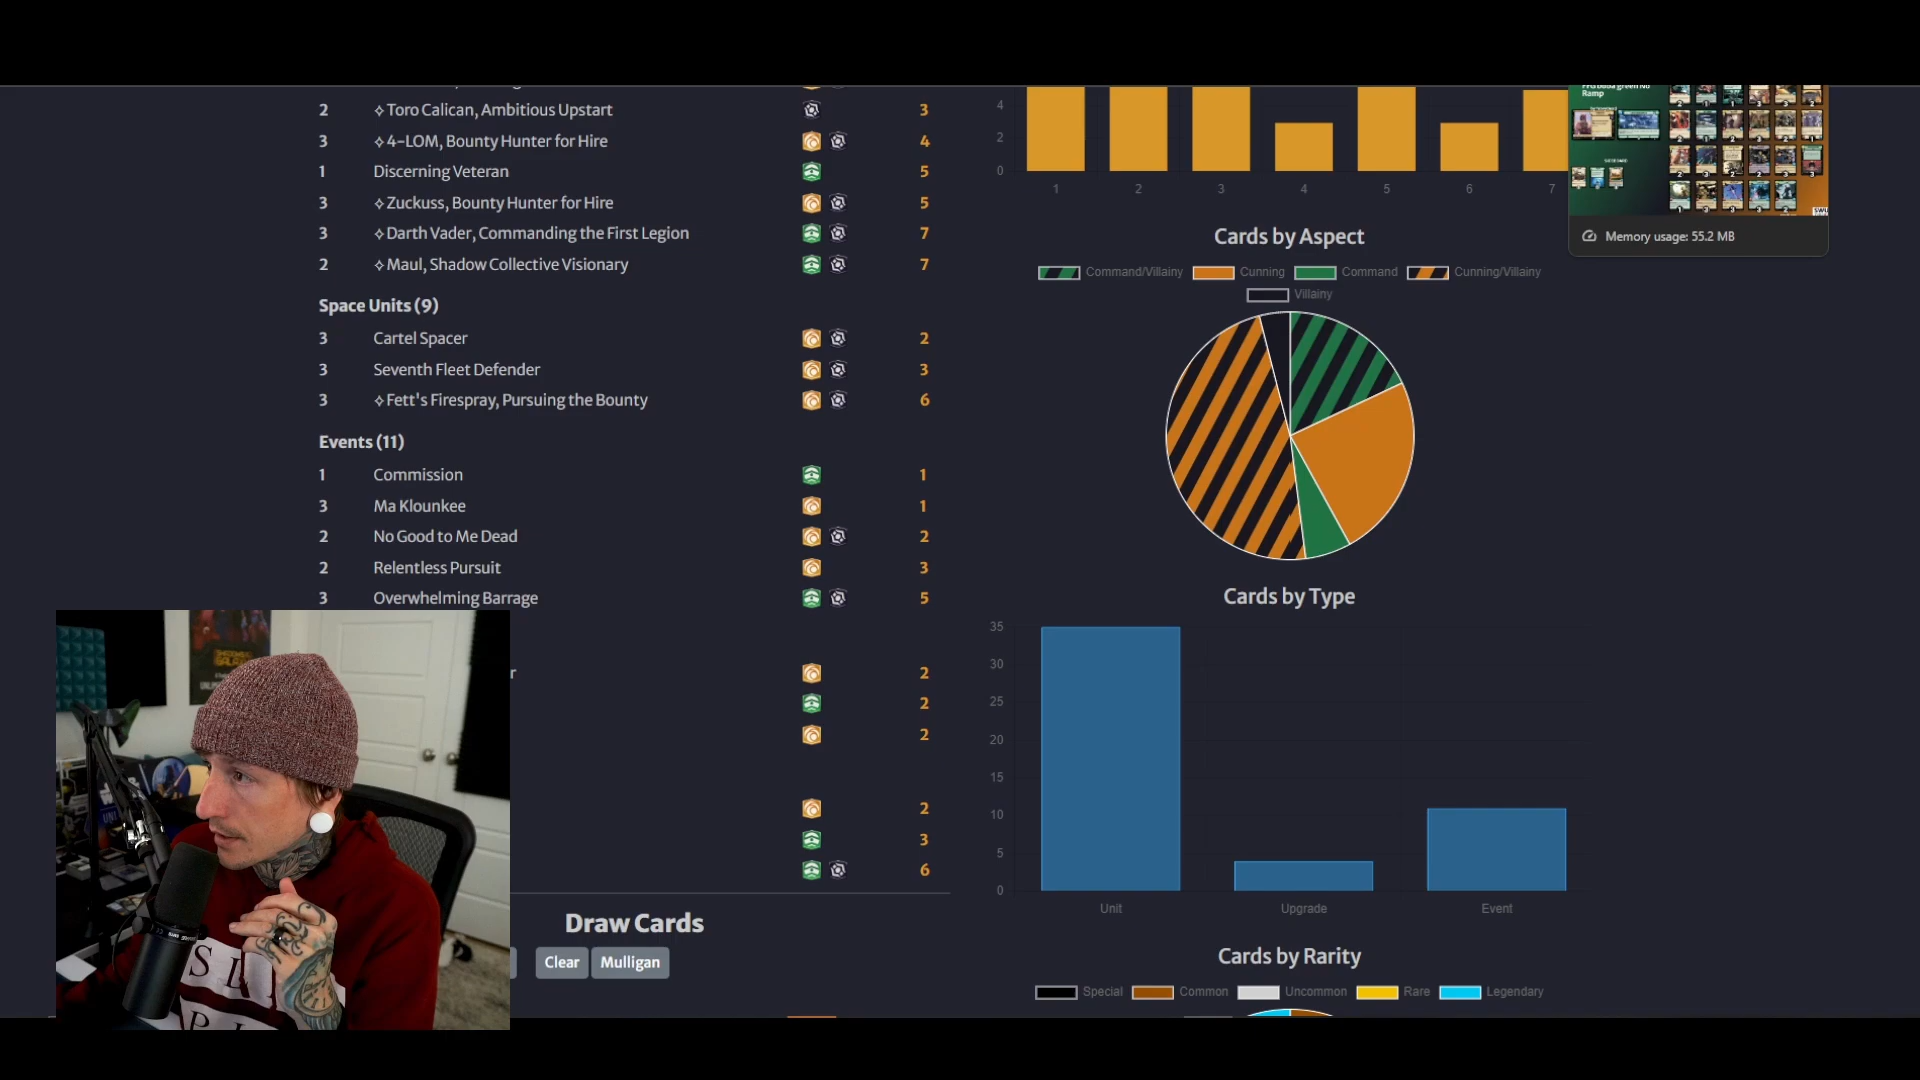 2 ✧Toro Calican, Ambitious Upstart 3
3 ✧4-LOM, Bounty Hunter for Hire 4
1 Discerning Veteran 5
3 ✧Zuckuss, Bounty Hunter for Hire 5
3 ✧Darth Vader, Commanding the First Legion 7
2 ✧Maul, Shadow Collective Visionary 7
Space Units (9)
3 Cartel Spacer 2
3 Seventh Fleet Defender 3
3 ✧Fett's Firespray, Pursuing the Bounty 6
Events (11)
1 Commission 1
3 Ma Klounkee 1
2 No Good to Me Dead 2
2 Relentless Pursuit 3
3 Overwhelming Barrage 5
r 2
2
2
2
3
6
Draw Cards
Clear Mulligan
4
2
0
1 2 3 4 5 6 7
Ramp
Memory usage: 55.2 MB
Cards by Aspect
Command/Villainy Cunning Command Cunning/Villainy
Villainy
Cards by Type
35
30
25
20
15
10
5
0
Unit Upgrade Event
Cards by Rarity
Special Common Uncommon Rare Legendary